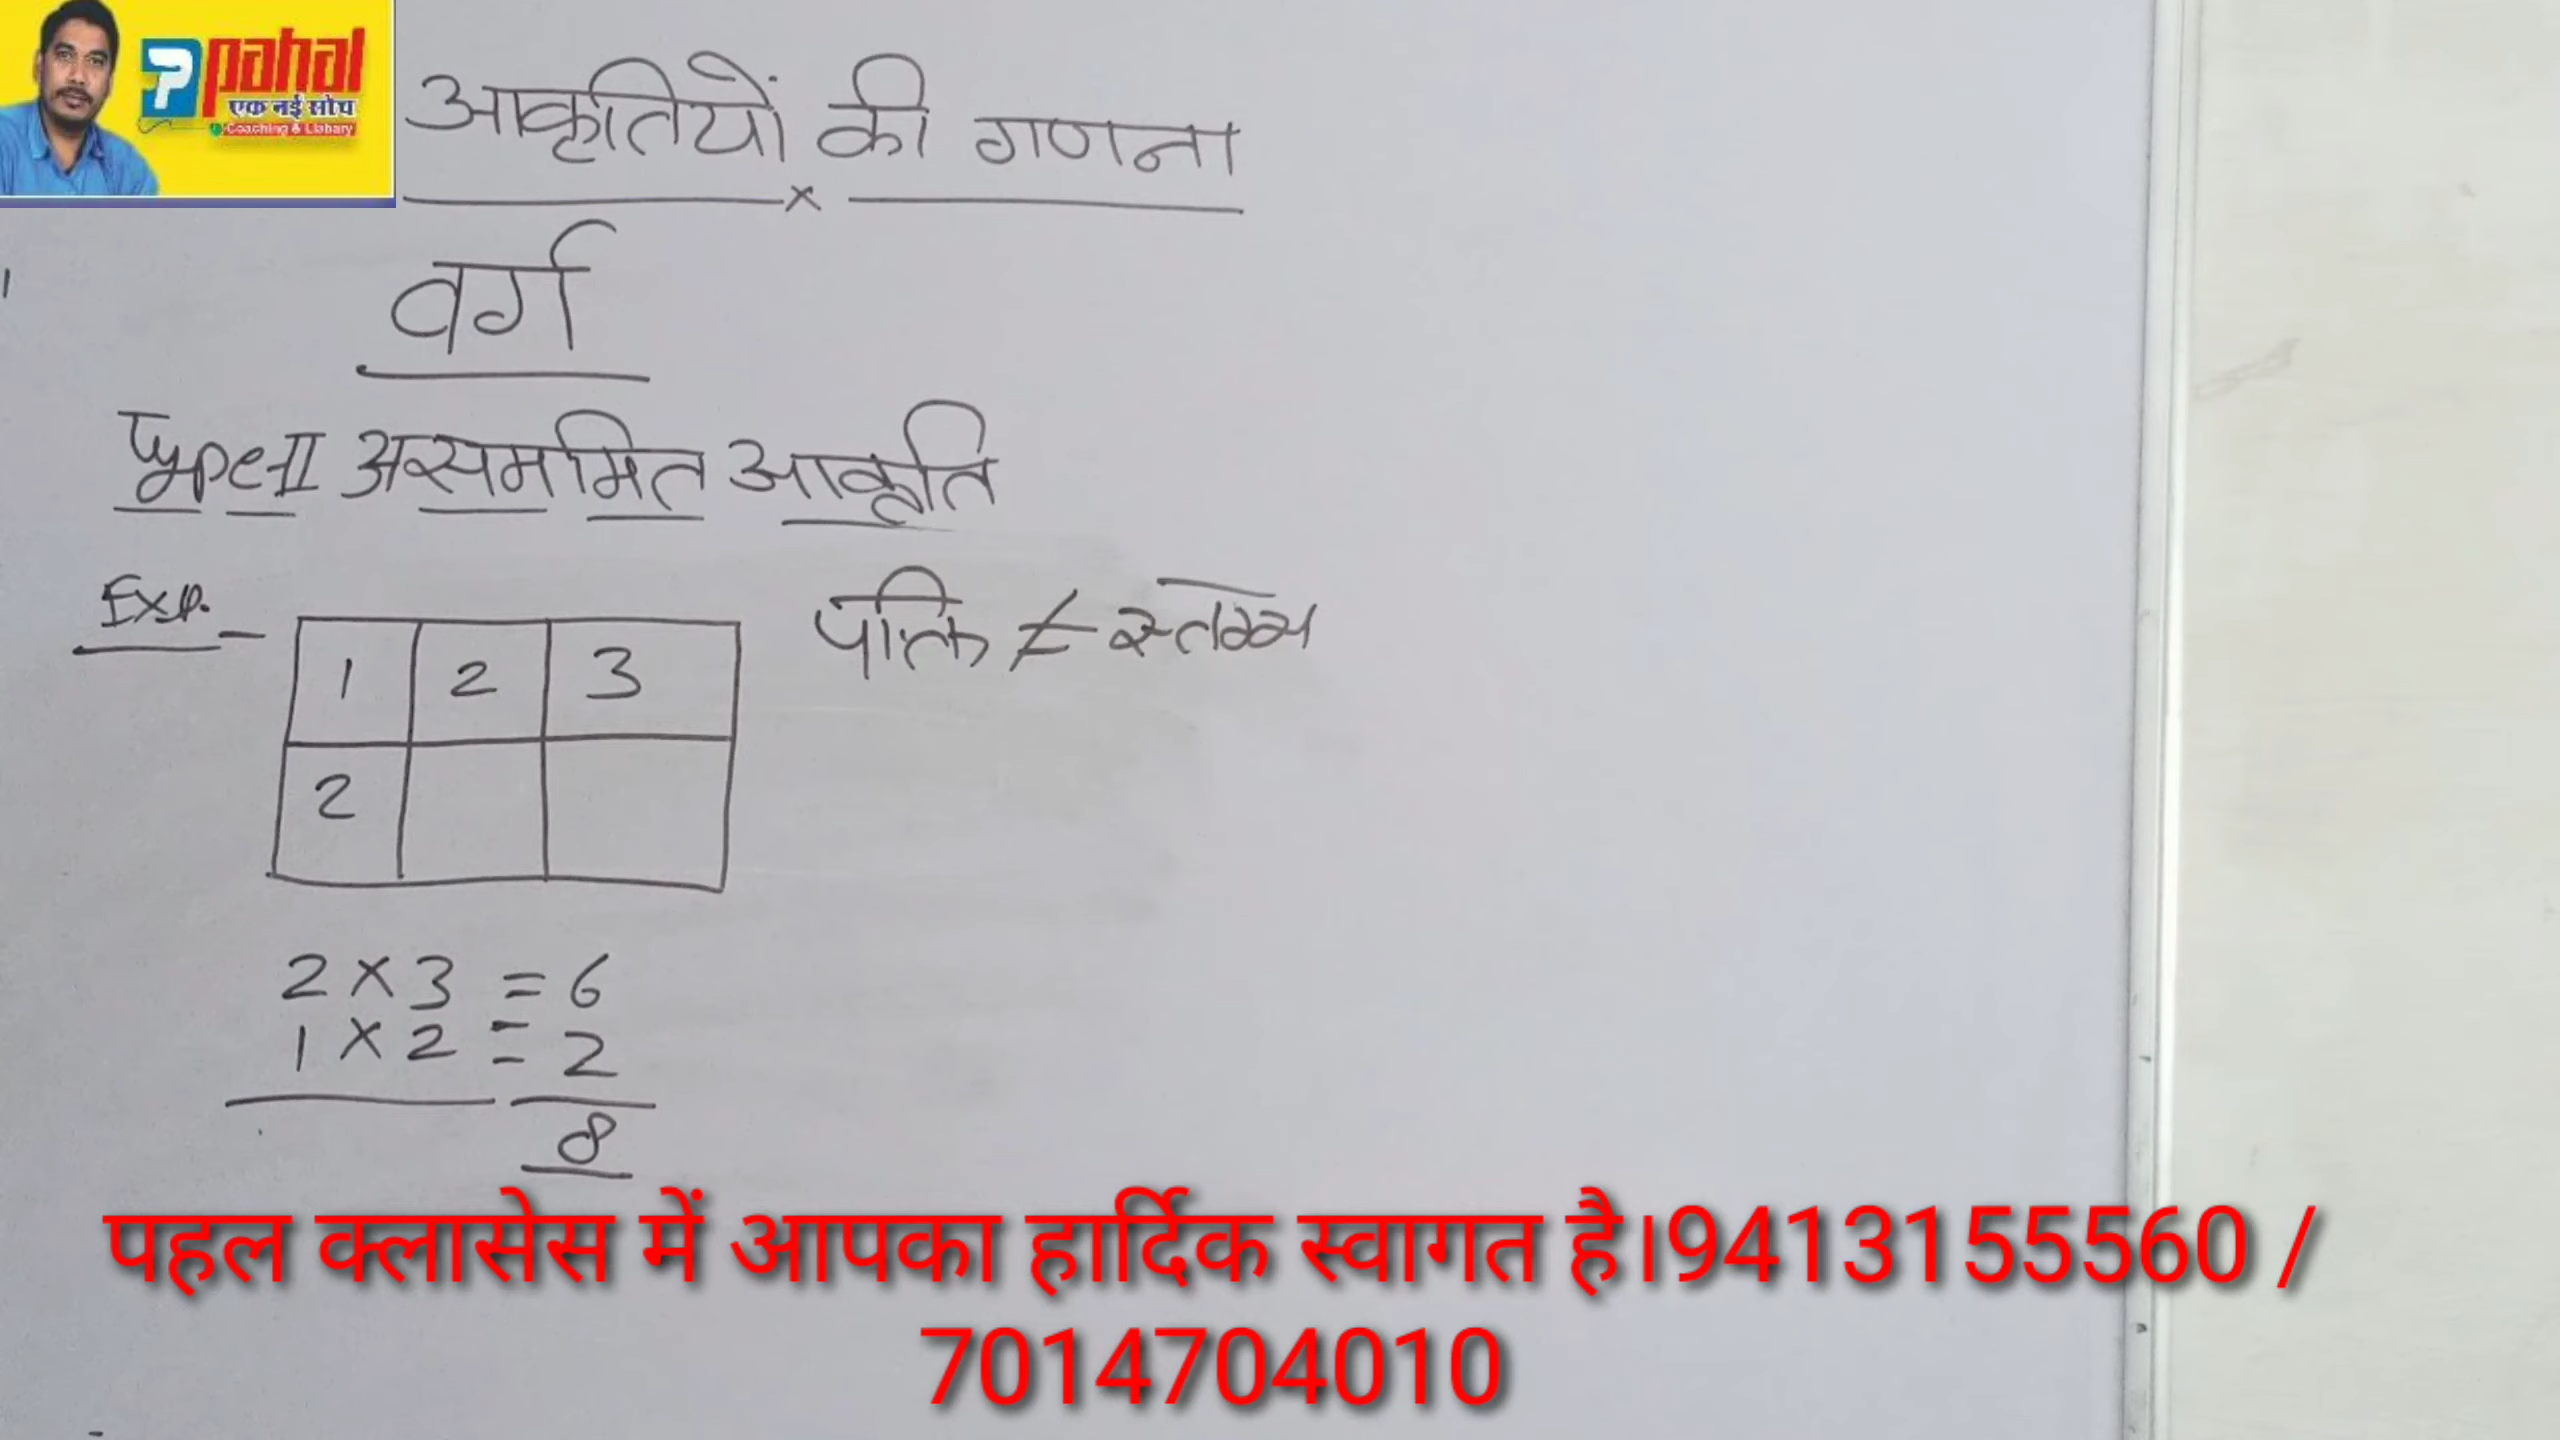 pahal
एक नई सोच
Coaching & Liabary
आकृतियों की गणना
x
वर्ग
Type-II असममित आकृति
Exp. -
पंक्ति ≠ स्तम्भ
1 2 3
2
2 × 3 = 6
1 × 2 = 2
8
पहल क्लासेस में आपका हार्दिक स्वागत है।9413155560 /
7014704010